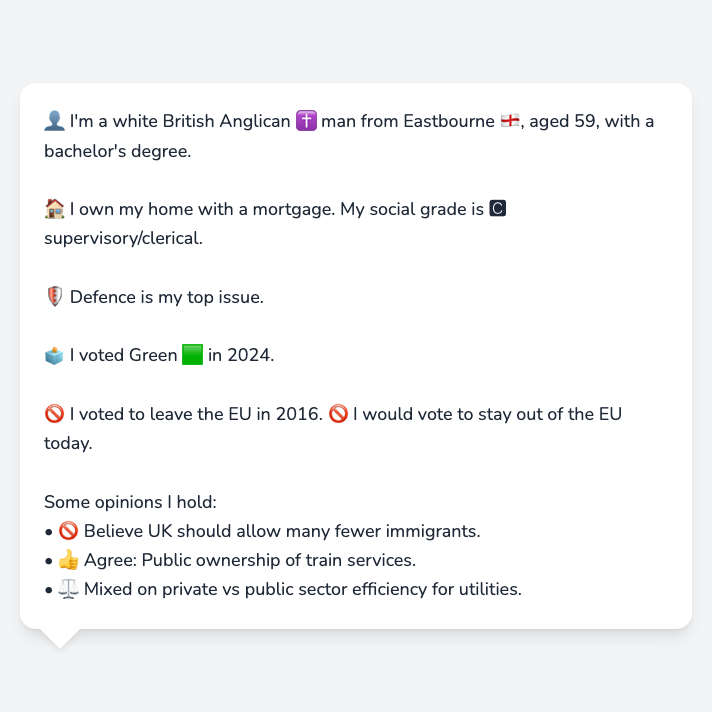 👤 I'm a white British Anglican ✝️ man from Eastbourne 🏴󠁧󠁢󠁥󠁮󠁧󠁿, aged 59, with a
bachelor's degree.
🏠 I own my home with a mortgage. My social grade is 🅲
supervisory/clerical.
🛡️ Defence is my top issue.
🗳️ I voted Green 🟩 in 2024.
🚫 I voted to leave the EU in 2016. 🚫 I would vote to stay out of the EU
today.
Some opinions I hold:
• 🚫 Believe UK should allow many fewer immigrants.
• 👍 Agree: Public ownership of train services.
• ⚖️ Mixed on private vs public sector efficiency for utilities.